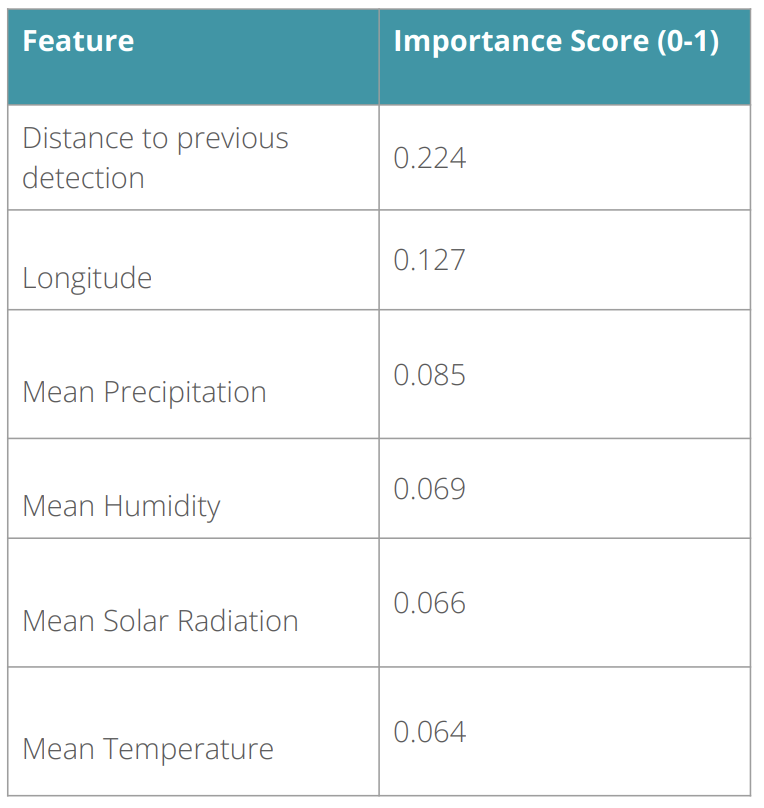 Feature
Importance Score (0-1)
Distance to previous
detection
0.224
Longitude
0.127
Mean Precipitation
0.085
Mean Humidity
0.069
Mean Solar Radiation
0.066
Mean Temperature
0.064